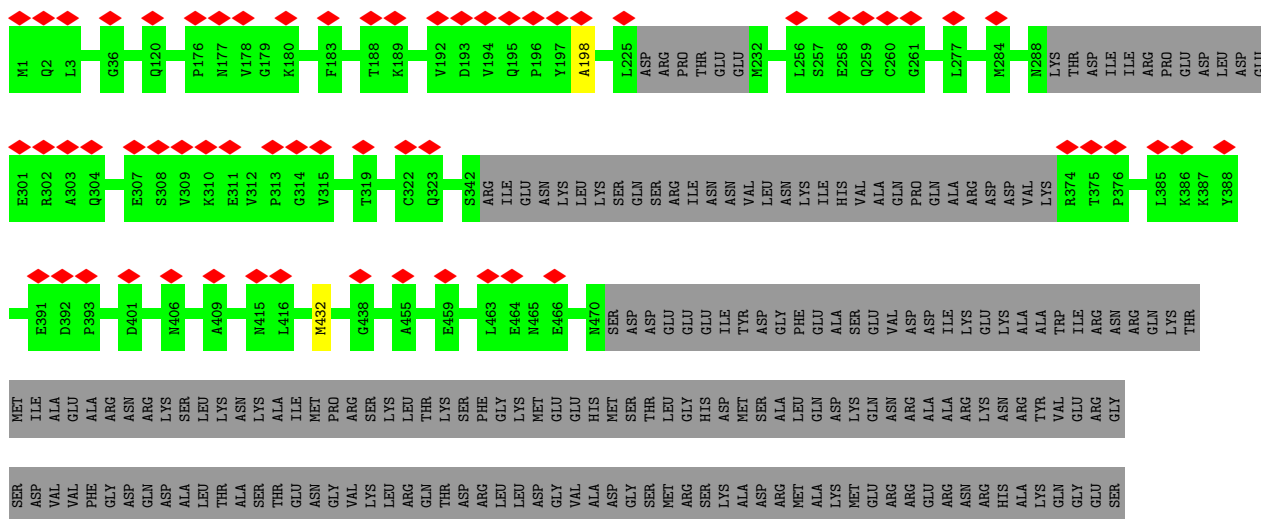 M1 Q2 L3 G36 Q120 P176 N177 V178 G179 K180 F183 T188 K189 V192 D193 V194 Q195 P196 Y197 A198 L225 ASP ARG PRO THR GLU GLU M232 L256 S257 E258 Q259 C260 G261 L277 M284 N288 LYS THR ASP ILE ILE ARG PRO GLU ASP LEU ASP GLU
E301 R302 A303 Q304 E307 S308 V309 K310 E311 V312 P313 G314 V315 T319 C322 Q323 S342 ARG ILE GLU ASN LYS LEU LYS SER GLN SER ARG ILE ASN ASN VAL LEU ASN LYS ILE HIS VAL ALA GLN PRO GLN ALA ARG ASP ASP VAL LYS R374 T375 P376 L385 K386 K387 Y388
E391 D392 P393 D401 N406 A409 N415 L416 M432 G438 A455 E459 L463 E464 N465 E466 N470 SER ASP ASP GLU GLU GLU ILE TYR ASP GLY PHE GLU ALA SER GLU VAL ASP ASP ILE LYS GLU LYS ALA ALA TRP ILE ARG ASN ARG GLN LYS THR
MET ILE ALA GLU ALA ARG ASN ARG LYS SER LEU LYS ASN LYS ALA ILE MET PRO ARG SER LYS LEU THR LYS SER PHE GLY LYS MET GLU GLU HIS MET SER THR LEU GLY HIS ASP MET SER ALA LEU GLN ASP LYS GLN ASN ARG ALA ALA ARG LYS ASN ARG TYR VAL GLU ARG GLY
SER ASP VAL VAL PHE GLY ASP GLN ASP ALA LEU THR ALA SER THR GLU ASN GLY VAL LYS LEU ARG GLN THR ASP ARG LEU LEU ASP GLY VAL ALA ASP GLY SER MET ARG SER LYS ALA ASP ARG MET ALA LYS MET GLU ARG ARG GLU ARG ASN ARG HIS ALA LYS GLN GLY GLU SER